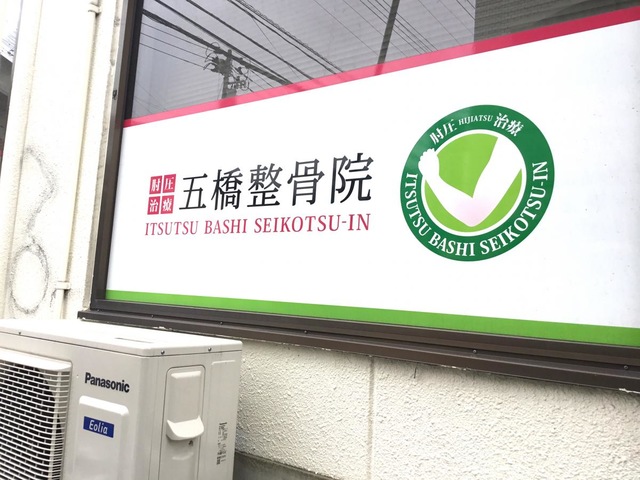 肘圧
治療
五橋整骨院
ITSUTSU BASHI SEIKOTSU-IN
肘圧 HIJIATSU 治療
ITSUTSU BASHI SEIKOTSU-IN
Panasonic
Eolia